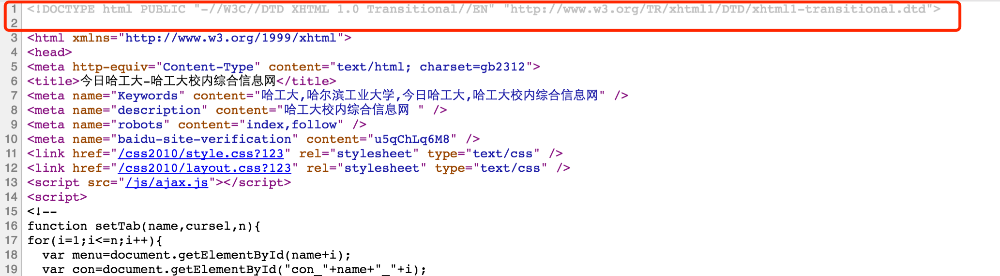 1 <!DOCTYPE html PUBLIC "-//W3C//DTD XHTML 1.0 Transitional//EN" "http://www.w3.org/TR/xhtml1/DTD/xhtml1-transitional.dtd">
2
3 <html xmlns="http://www.w3.org/1999/xhtml">
4 <head>
5 <meta http-equiv="Content-Type" content="text/html; charset=gb2312">
6 <title>今日哈工大-哈工大校内综合信息网</title>
7 <meta name="Keywords" content="哈工大,哈尔滨工业大学,今日哈工大,哈工大校内综合信息网" />
8 <meta name="description" content="哈工大校内综合信息网 " />
9 <meta name="robots" content="index,follow" />
10 <meta name="baidu-site-verification" content="u5qChLq6M8" />
11 <link href="/css2010/style.css?123" rel="stylesheet" type="text/css" />
12 <link href="/css2010/layout.css?123" rel="stylesheet" type="text/css" />
13 <script src="/js/ajax.js"></script>
14 <script>
15 <!--
16 function setTab(name,cursel,n){
17 for(i=1;i<=n;i++){
18   var menu=document.getElementById(name+i);
19   var con=document.getElementById("con_"+name+"_"+i);